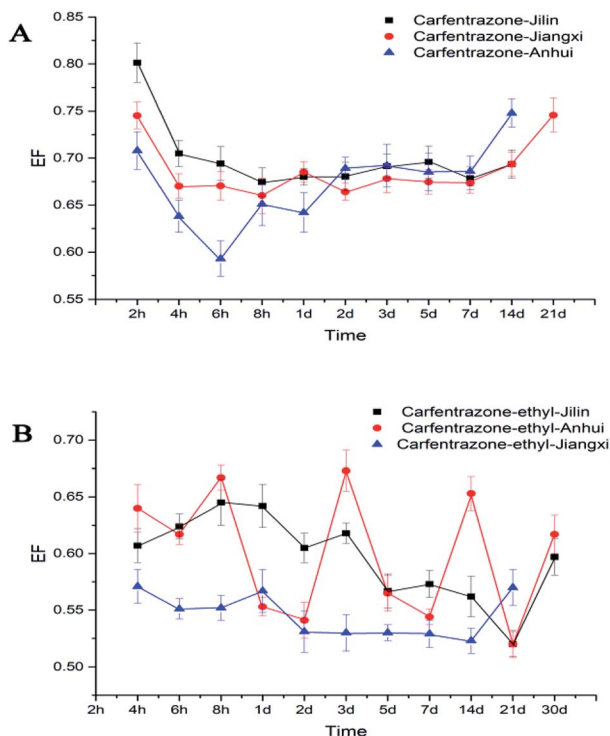 A
0.85
0.80
0.75
0.70
0.65
0.60
0.55
EF
Carfentrazone-Jilin
Carfentrazone-Jiangxi
Carfentrazone-Anhui
2h 4h 6h 8h 1d 2d 3d 5d 7d 14d 21d
Time
B
0.70
0.65
0.60
0.55
0.50
EF
Carfentrazone-ethyl-Jilin
Carfentrazone-ethyl-Anhui
Carfentrazone-ethyl-Jiangxi
2h 4h 6h 8h 1d 2d 3d 5d 7d 14d 21d 30d
Time